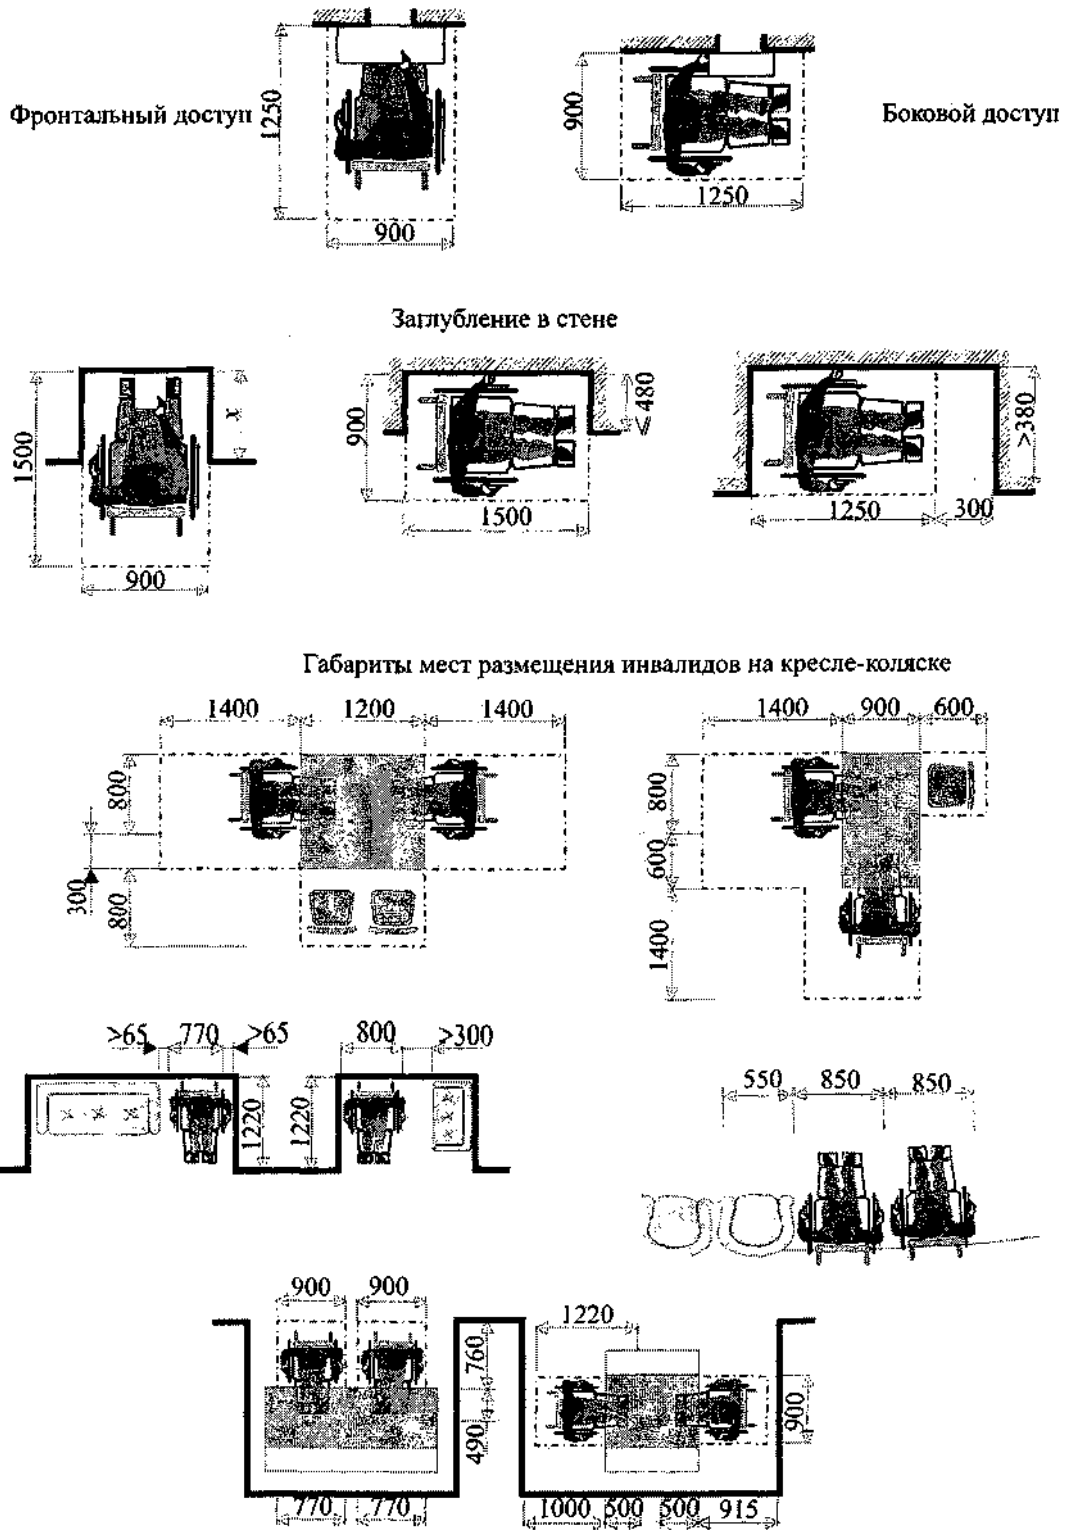 Фронтальный доступ
1250
900
900
1250
Боковой доступ
Заглубление в стене
1500
900
x
900
1500
≤ 480
1250
300
>380
Габариты мест размещения инвалидов на кресле-коляске
1400 1200 1400
800
300
800
1400 900 600
800
600
1400
>65 770 >65
1220
800 >300
1220
550 850 850
900 900
760
490
770 770
1220
900
1000 500 500 915